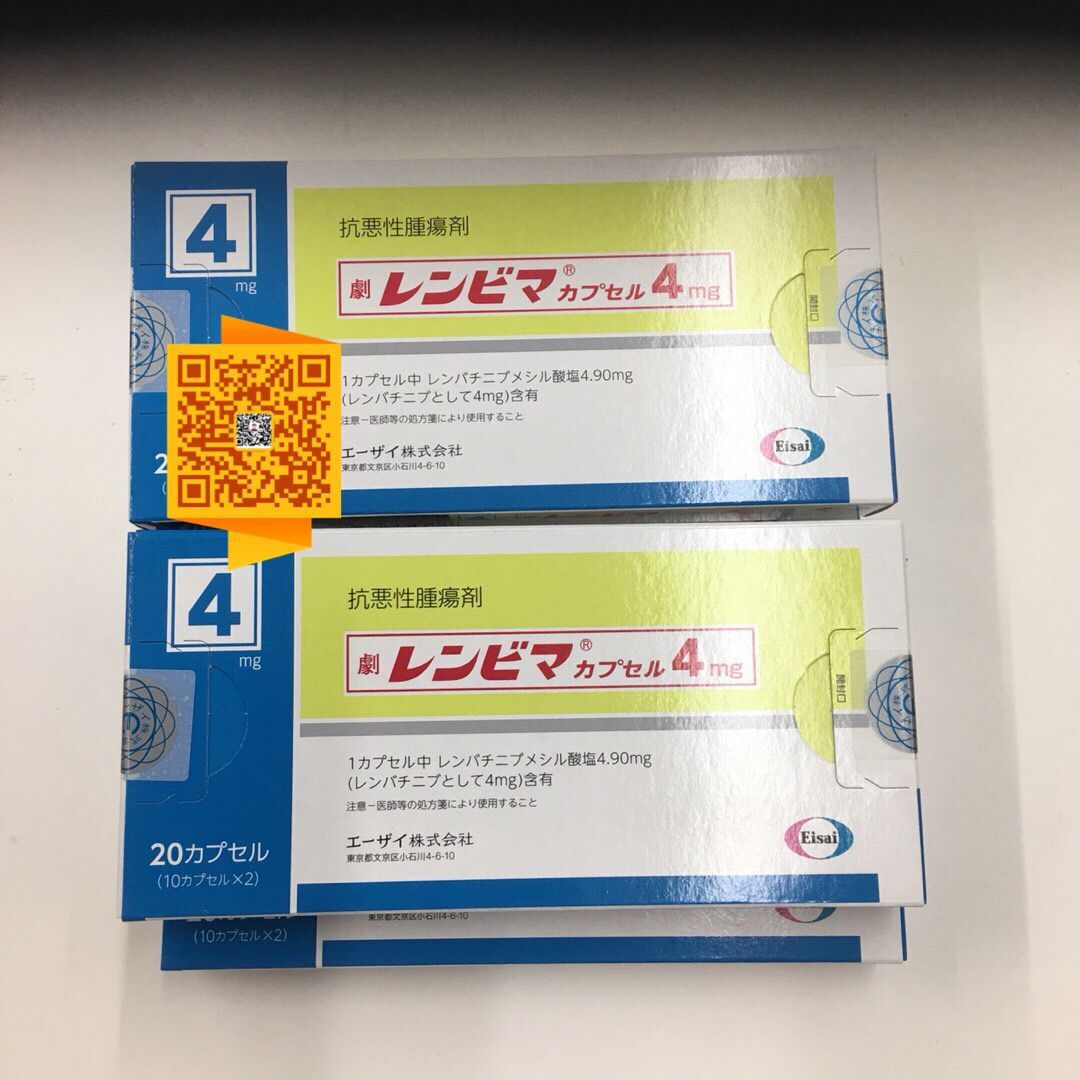 4
mg
抗悪性腫瘍剤
劇 レンビマ® カプセル 4 mg
開封口
1カプセル中 レンバチニブメシル酸塩4.90mg
(レンバチニブとして4mg)含有
注意-医師等の処方箋により使用すること
エーザイ株式会社
東京都文京区小石川4-6-10
Eisai
2
4
mg
抗悪性腫瘍剤
劇 レンビマ® カプセル 4 mg
開封口
1カプセル中 レンバチニブメシル酸塩4.90mg
(レンバチニブとして4mg)含有
注意-医師等の処方箋により使用すること
エーザイ株式会社
東京都文京区小石川4-6-10
Eisai
20カプセル
(10カプセル×2)
東京都文京区小石川4-6-10
(10カプセル×2)